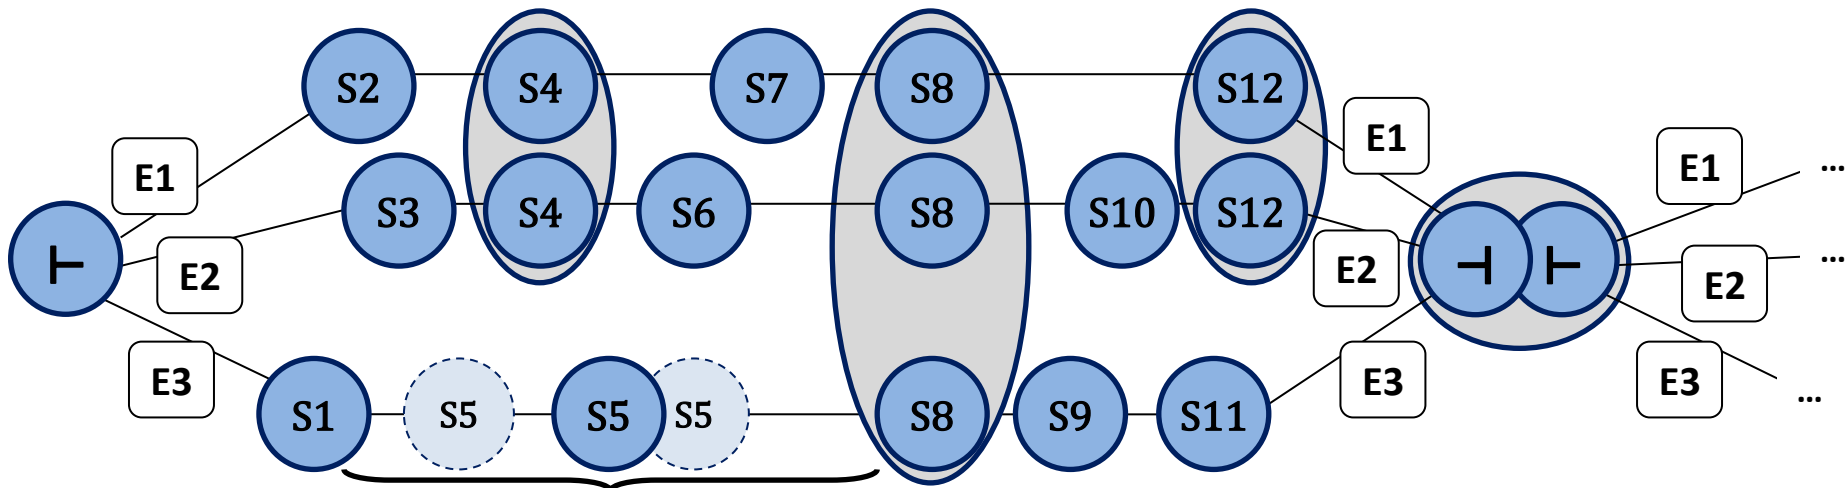 S2 S4 S7 S8 S12
E1 E1 E1 ...
S3 S4 S6 S8 S10 S12
⊢ E2 E2 ⊣ ⊢ E2 ...
E3 E3 E3 ...
S1 S5 S5 S5 S8 S9 S11